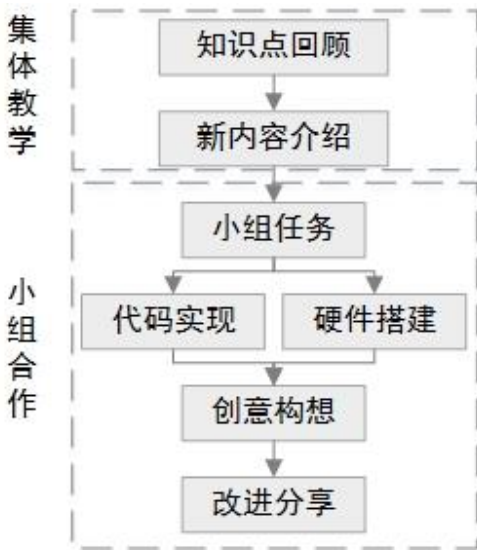 集体教学
知识点回顾
新内容介绍
小组合作
小组任务
代码实现
硬件搭建
创意构想
改进分享